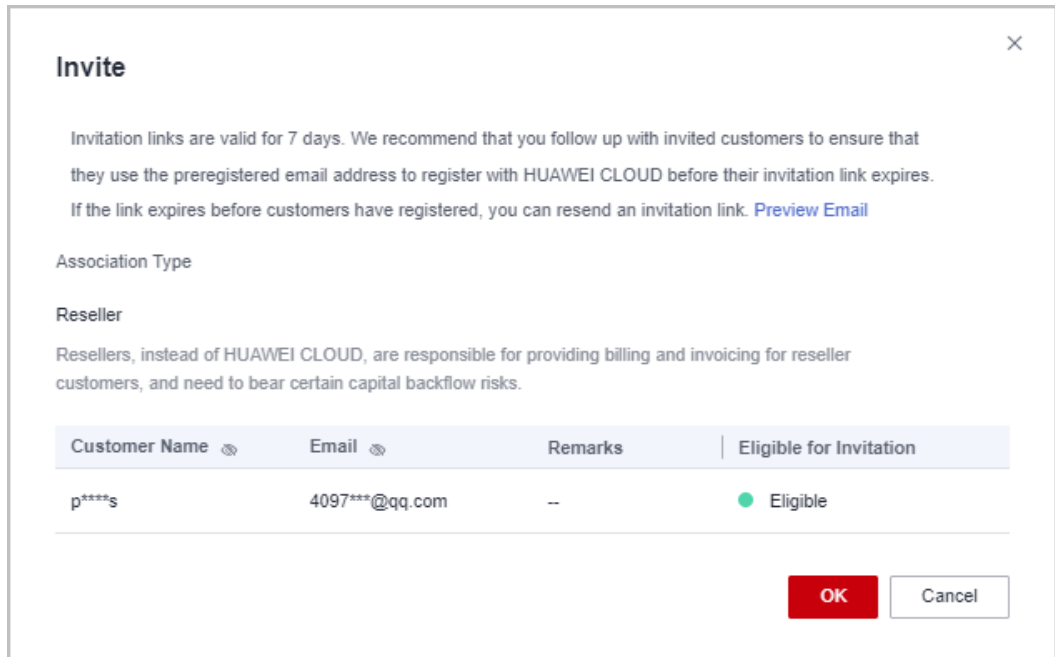 Invite
Invitation links are valid for 7 days. We recommend that you follow up with invited customers to ensure that
they use the preregistered email address to register with HUAWEI CLOUD before their invitation link expires.
If the link expires before customers have registered, you can resend an invitation link. Preview Email
Association Type
Reseller
Resellers, instead of HUAWEI CLOUD, are responsible for providing billing and invoicing for reseller
customers, and need to bear certain capital backflow risks.
Customer Name Email Remarks Eligible for Invitation
p****s 4097***@qq.com -- Eligible
OK Cancel